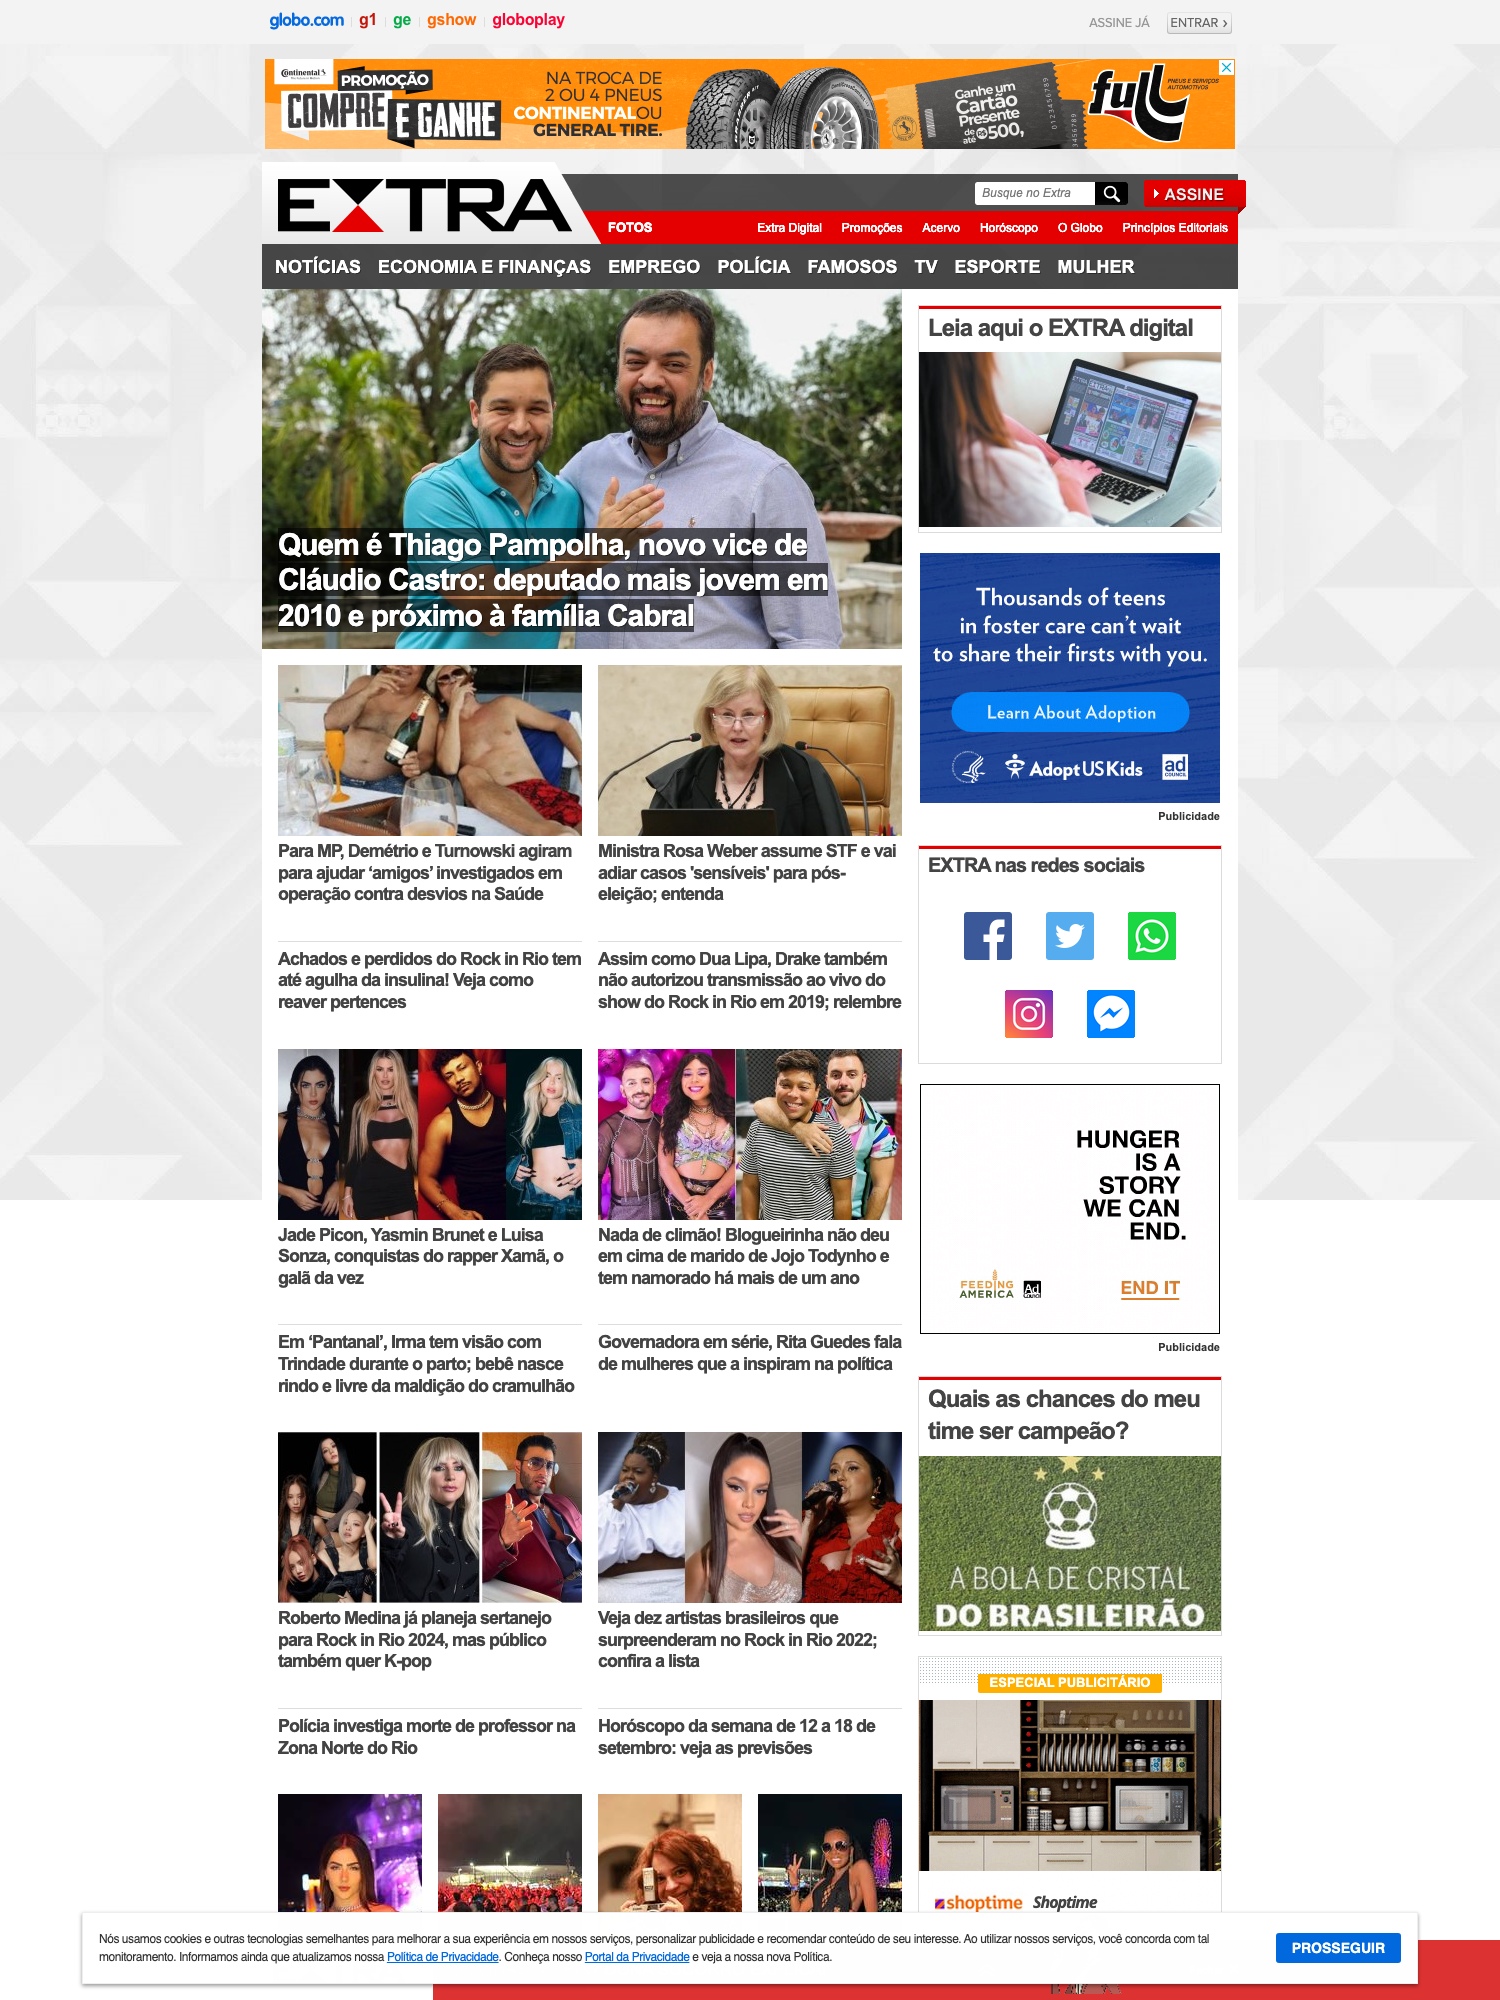 globo.com
g1
ge
gshow
globoplay
ASSINE JÁ
ENTRAR
Continental
PROMOÇÃO
COMPRE E GANHE
NA TROCA DE
2 OU 4 PNEUS
CONTINENTAL OU
GENERAL TIRE.
Ganhe um
Cartão
Presente
de até R$500,
0123456789
full
PNEUS E SERVIÇOS
AUTOMOTIVOS
EXTRA
Busque no Extra
ASSINE
FOTOS
Extra Digital
Promoções
Acervo
Horóscopo
O Globo
Princípios Editoriais
NOTÍCIAS
ECONOMIA E FINANÇAS
EMPREGO
POLÍCIA
FAMOSOS
TV
ESPORTE
MULHER
Quem é Thiago Pampolha, novo vice de
Cláudio Castro: deputado mais jovem em
2010 e próximo à família Cabral
Para MP, Demétrio e Turnowski agiram
para ajudar ‘amigos’ investigados em
operação contra desvios na Saúde
Ministra Rosa Weber assume STF e vai
adiar casos 'sensíveis' para pós-
eleição; entenda
Achados e perdidos do Rock in Rio tem
até agulha da insulina! Veja como
reaver pertences
Assim como Dua Lipa, Drake também
não autorizou transmissão ao vivo do
show do Rock in Rio em 2019; relembre
Jade Picon, Yasmin Brunet e Luisa
Sonza, conquistas do rapper Xamã, o
galã da vez
Nada de climão! Blogueirinha não deu
em cima de marido de Jojo Todynho e
tem namorado há mais de um ano
Em ‘Pantanal’, Irma tem visão com
Trindade durante o parto; bebê nasce
rindo e livre da maldição do cramulhão
Governadora em série, Rita Guedes fala
de mulheres que a inspiram na política
Roberto Medina já planeja sertanejo
para Rock in Rio 2024, mas público
também quer K-pop
Veja dez artistas brasileiros que
surpreenderam no Rock in Rio 2022;
confira a lista
Polícia investiga morte de professor na
Zona Norte do Rio
Horóscopo da semana de 12 a 18 de
setembro: veja as previsões
Leia aqui o EXTRA digital
Thousands of teens
in foster care can’t wait
to share their firsts with you.
Learn About Adoption
AdoptUSKids
ad
COUNCIL
Publicidade
EXTRA nas redes sociais
HUNGER
IS A
STORY
WE CAN
END.
FEEDING
AMERICA
Ad
Council
END IT
Publicidade
Quais as chances do meu
time ser campeão?
A BOLA DE CRISTAL
DO BRASILEIRÃO
ESPECIAL PUBLICITÁRIO
shoptime
Shoptime
Nós usamos cookies e outras tecnologias semelhantes para melhorar a sua experiência em nossos serviços, personalizar publicidade e recomendar conteúdo de seu interesse. Ao utilizar nossos serviços, você concorda com tal
monitoramento. Informamos ainda que atualizamos nossa Política de Privacidade. Conheça nosso Portal da Privacidade e veja a nossa nova Política.
PROSSEGUIR